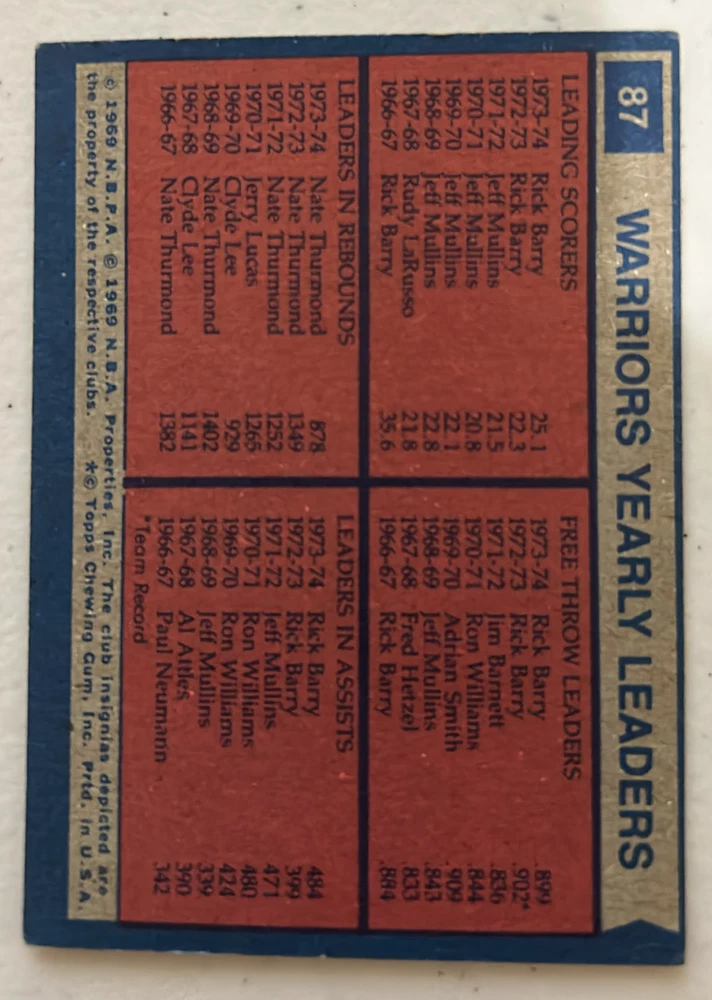 87
WARRIORS YEARLY LEADERS
LEADING SCORERS
1973-74 Rick Barry 25.1
1972-73 Rick Barry 22.3
1971-72 Jeff Mullins 21.5
1970-71 Jeff Mullins 20.8
1969-70 Jeff Mullins 22.1
1968-69 Jeff Mullins 22.8
1967-68 Rudy LaRusso 21.8
1966-67 Rick Barry 35.6
FREE THROW LEADERS
1973-74 Rick Barry .899
1972-73 Rick Barry .902*
1971-72 Jim Barnett .836
1970-71 Ron Williams .844
1969-70 Adrian Smith .909
1968-69 Jeff Mullins .843
1967-68 Fred Hetzel .833
1966-67 Rick Barry .884
LEADERS IN REBOUNDS
1973-74 Nate Thurmond 878
1972-73 Nate Thurmond 1349
1971-72 Nate Thurmond 1252
1970-71 Jerry Lucas 1265
1969-70 Clyde Lee 929
1968-69 Nate Thurmond 1402
1967-68 Clyde Lee 1141
1966-67 Nate Thurmond 1382
LEADERS IN ASSISTS
1973-74 Rick Barry 484
1972-73 Rick Barry 399
1971-72 Jeff Mullins 471
1970-71 Ron Williams 480
1969-70 Ron Williams 424
1968-69 Jeff Mullins 339
1967-68 Al Attles 390
1966-67 Paul Neumann 342
*Team Record
© 1969 N.B.P.A. © 1969 N.B.A. Properties, Inc. The club insignias depicted are
the property of the respective clubs. *© Topps Chewing Gum, Inc. Prtd. in U.S.A.